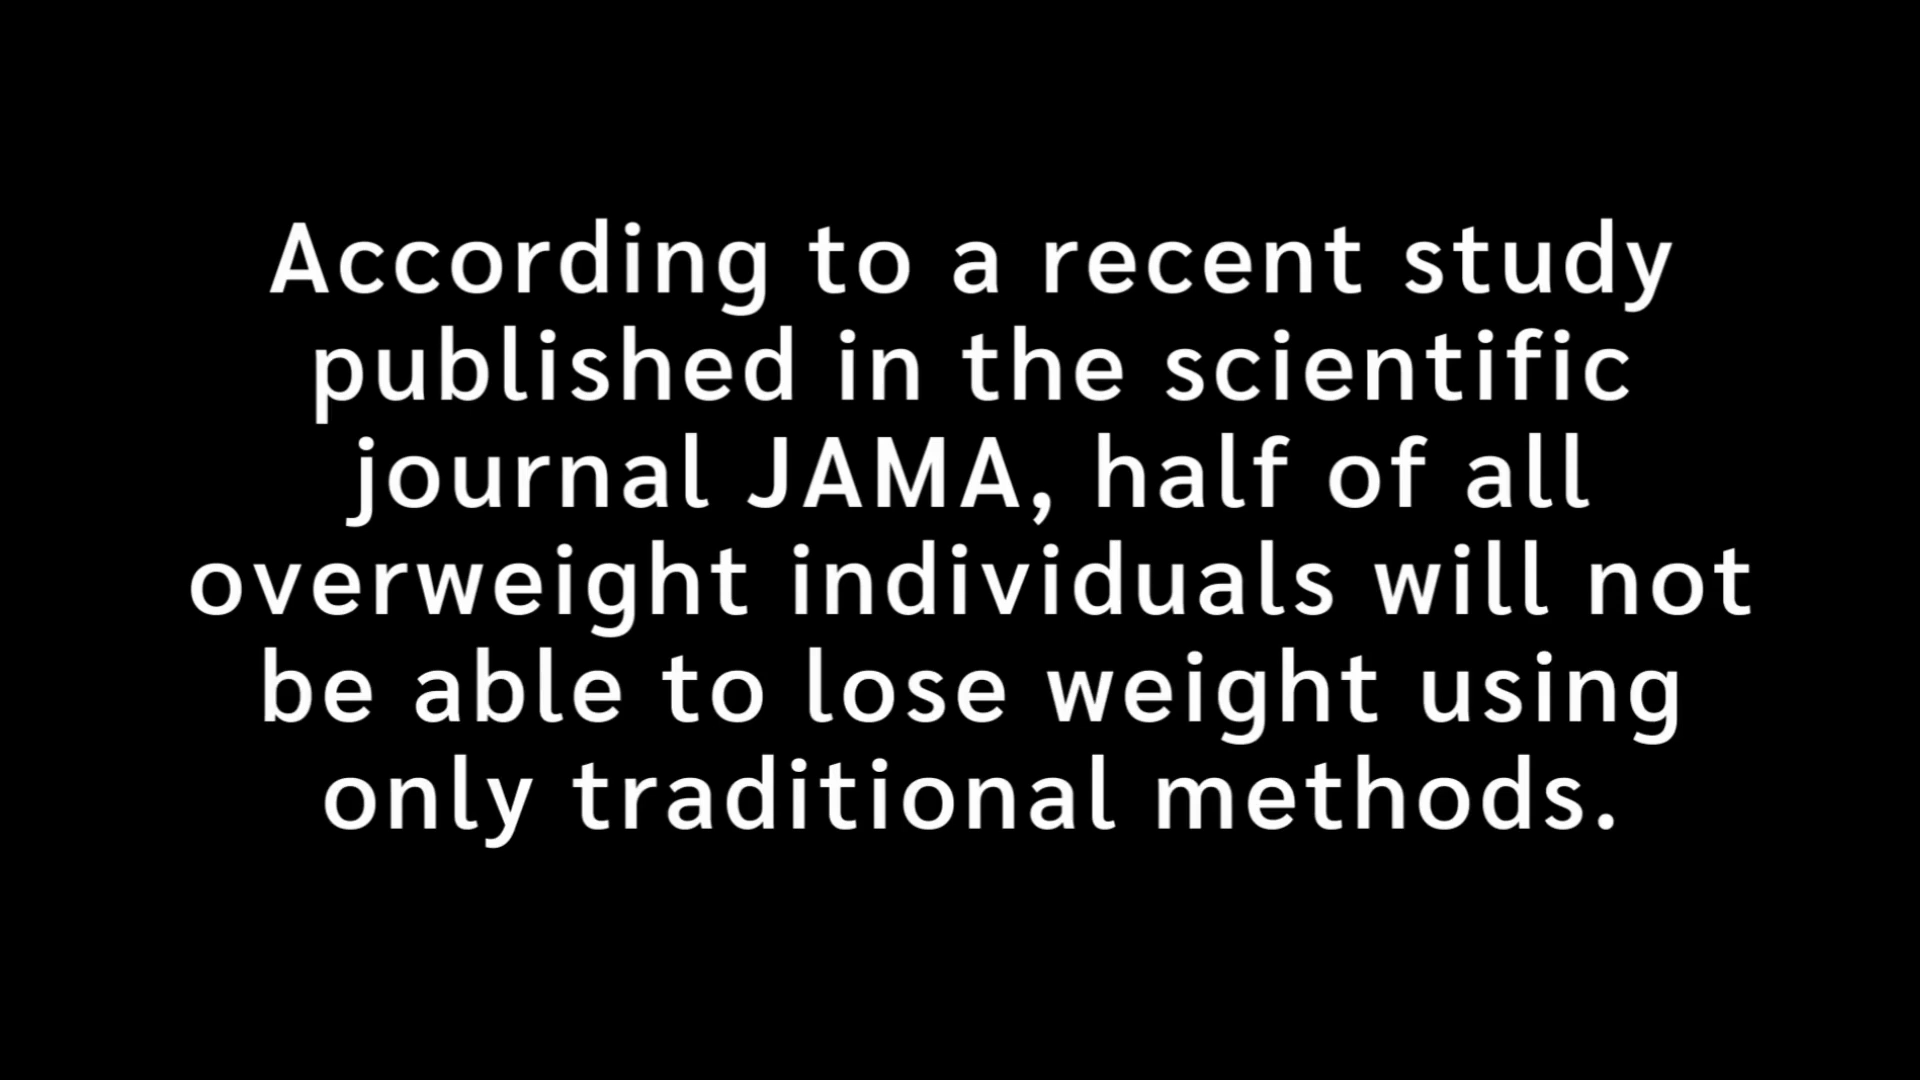 According to a recent study
published in the scientific
journal JAMA, half of all
overweight individuals will not
be able to lose weight using
only traditional methods.